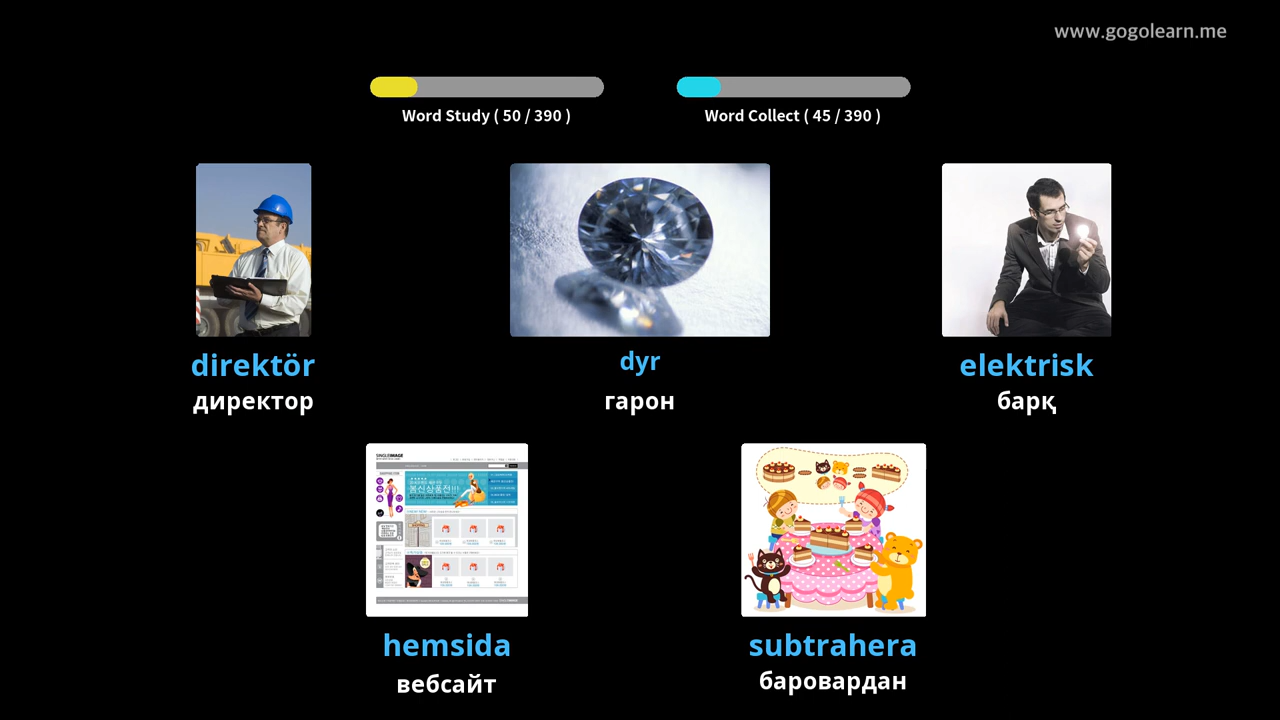 www.gogolearn.me
Word Study ( 50 / 390 )
Word Collect ( 45 / 390 )
direktör
директор
dyr
гарон
elektrisk
барқ
SINGLEIMAGE
hemsida
вебсайт
subtrahera
баровардан